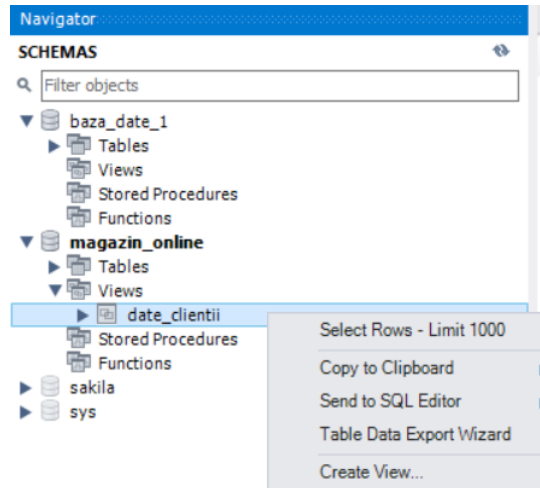 Navigator
SCHEMAS
Filter objects
baza_date_1
Tables
Views
Stored Procedures
Functions
magazin_online
Tables
Views
date_clientii
Stored Procedures
Functions
sakila
sys
Select Rows - Limit 1000
Copy to Clipboard
Send to SQL Editor
Table Data Export Wizard
Create View...